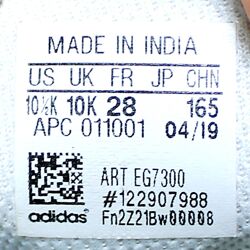 MADE IN INDIA
US UK FR JP CHN
10½K 10K 28 165
APC 011001 04/19
ART EG7300
#122907988
adidas Fn2Z21Bw00008